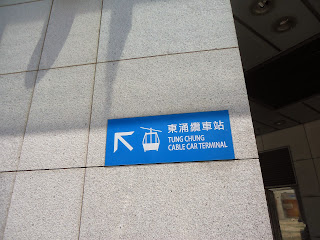 東涌纜車站
TUNG CHUNG
CABLE CAR TERMINAL